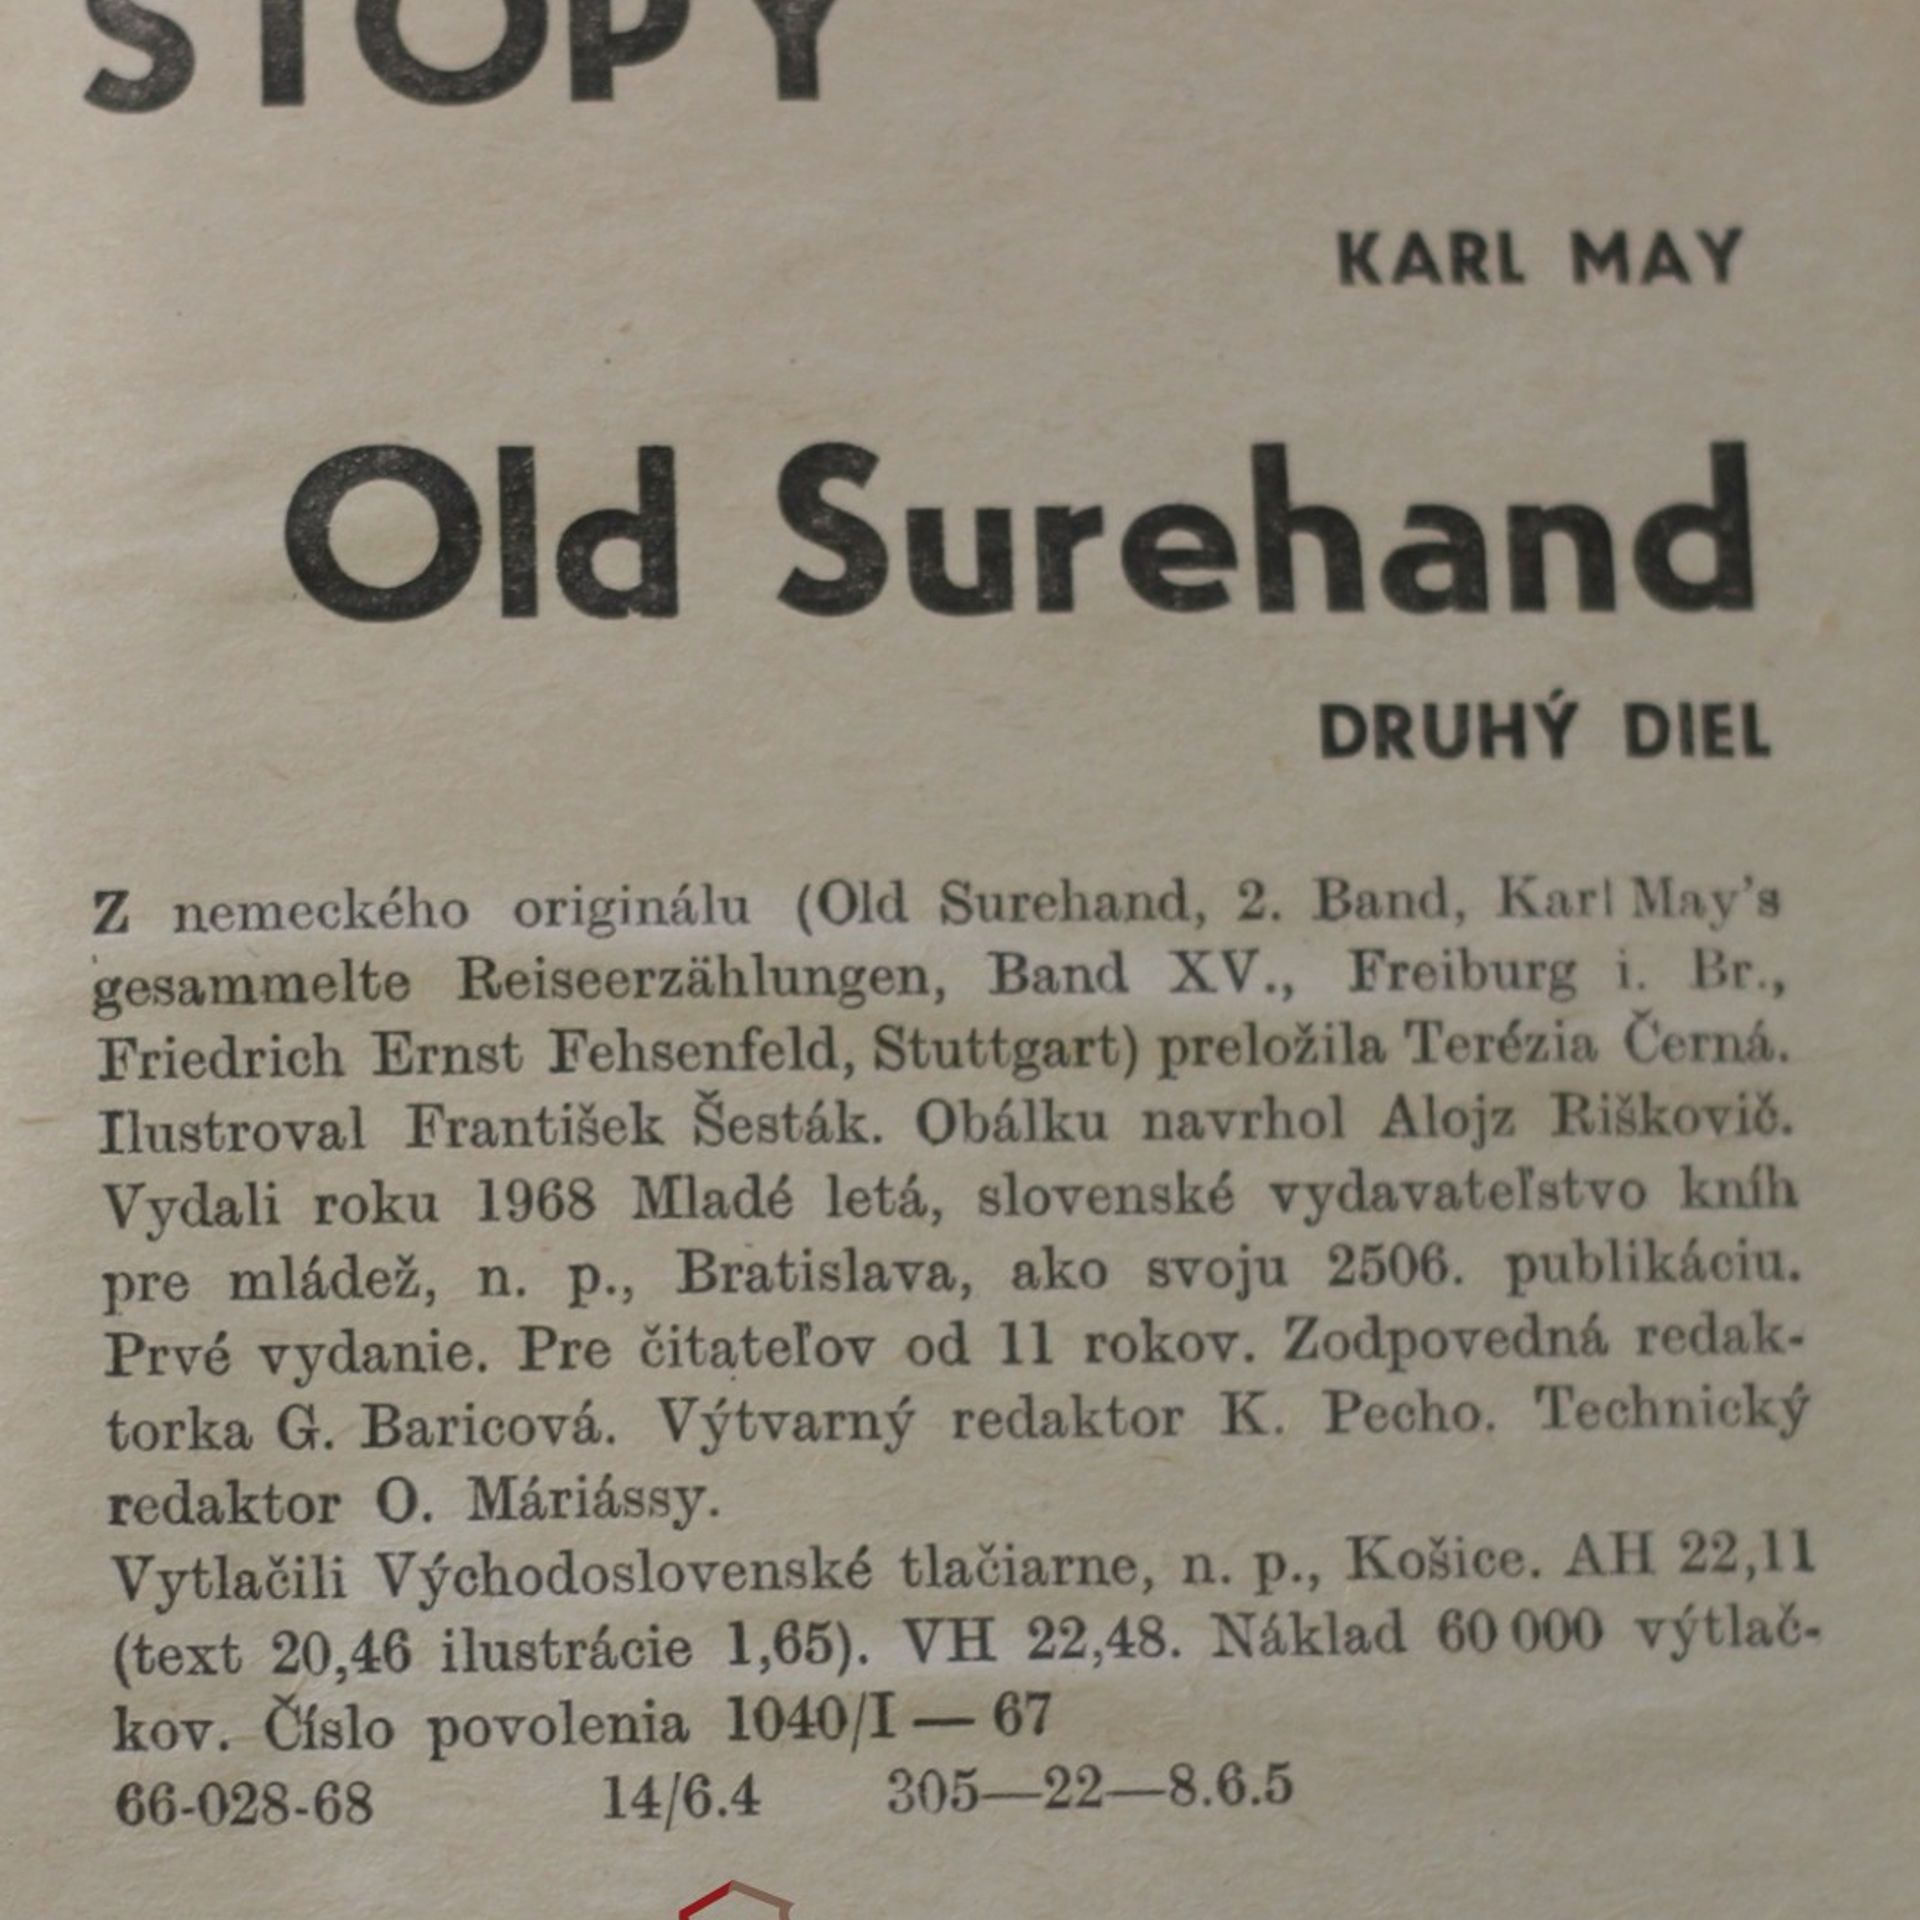 STOPY
KARL MAY
Old Surehand
DRUHÝ DIEL
Z nemeckého originálu (Old Surehand, 2. Band, Karl May's
gesammelte Reiseerzählungen, Band XV., Freiburg i. Br.,
Friedrich Ernst Fehsenfeld, Stuttgart) preložila Terézia Černá.
Ilustroval František Šesták. Obálku navrhol Alojz Riškovič.
Vydali roku 1968 Mladé letá, slovenské vydavateľstvo kníh
pre mládež, n. p., Bratislava, ako svoju 2506. publikáciu.
Prvé vydanie. Pre čitateľov od 11 rokov. Zodpovedná redak-
torka G. Baricová. Výtvarný redaktor K. Pecho. Technický
redaktor O. Máriássy.
Vytlačili Východoslovenské tlačiarne, n. p., Košice. AH 22,11
(text 20,46 ilustrácie 1,65). VH 22,48. Náklad 60 000 výtlač-
kov. Číslo povolenia 1040/I — 67
66-028-68 14/6.4 305—22—8.6.5